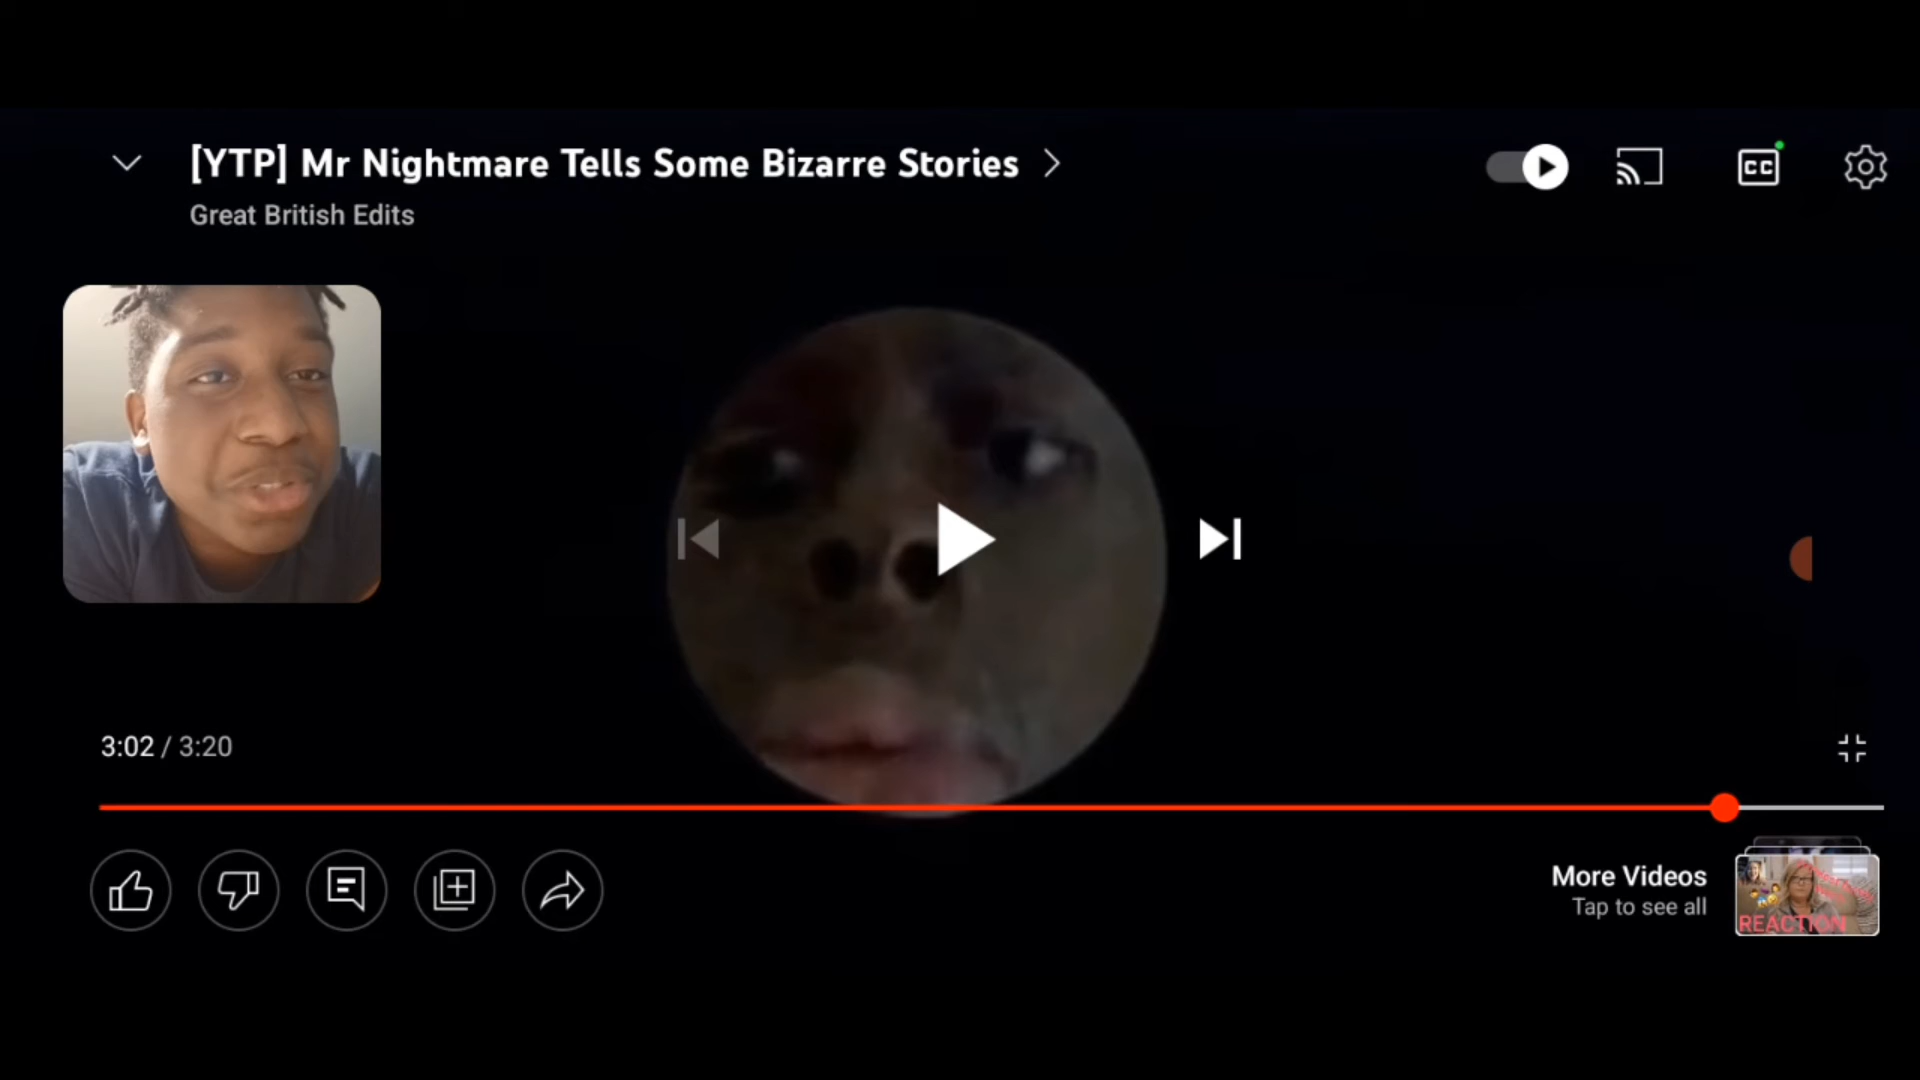 [YTP] Mr Nightmare Tells Some Bizarre Stories
Great British Edits
CC
3:02 / 3:20
More Videos
Tap to see all
REACTION